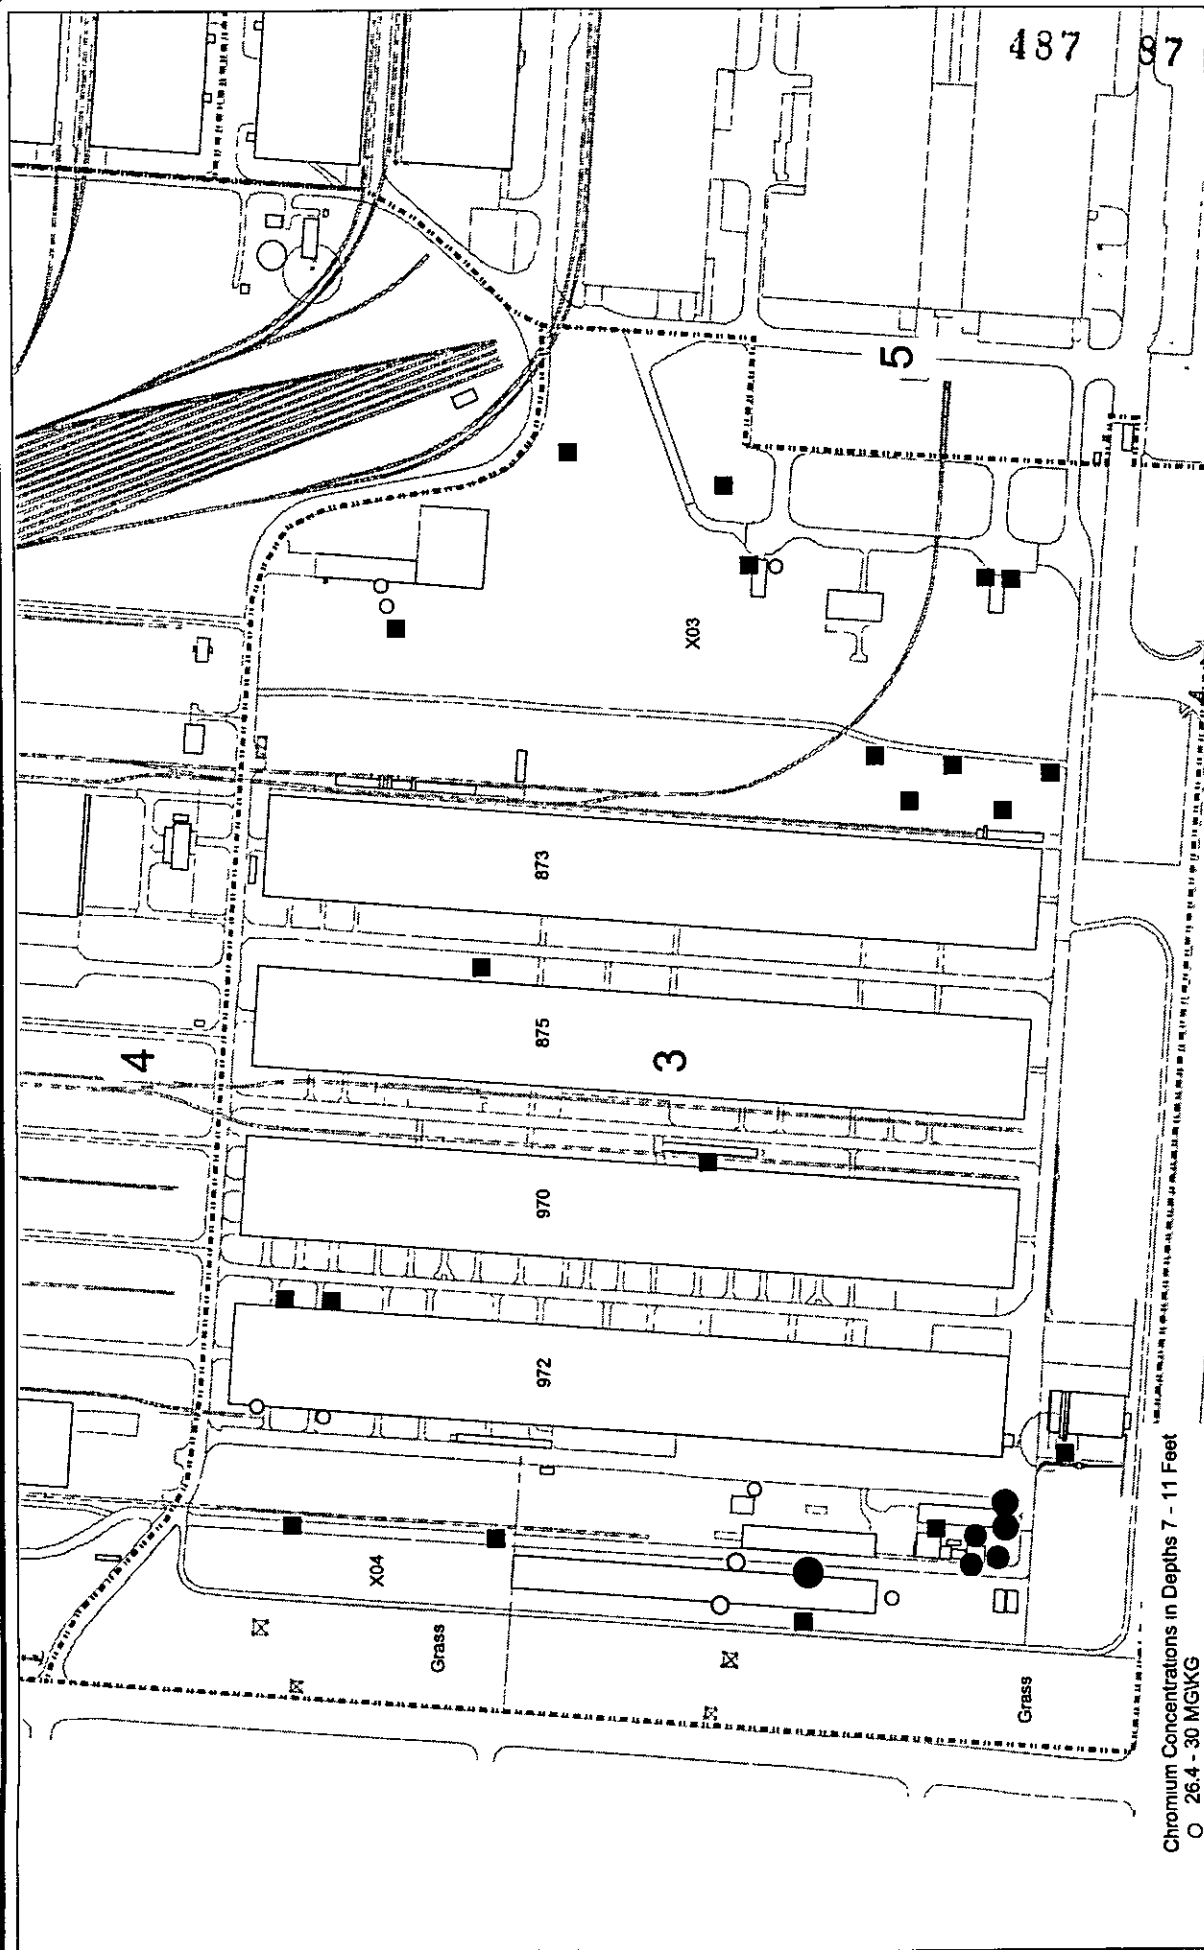 487 87
5
X03
873
4
875
3
970
972
X04
Grass
Grass
Chromium Concentrations in Depths 7 - 11 Feet
O 26.4 - 30 MG\KG